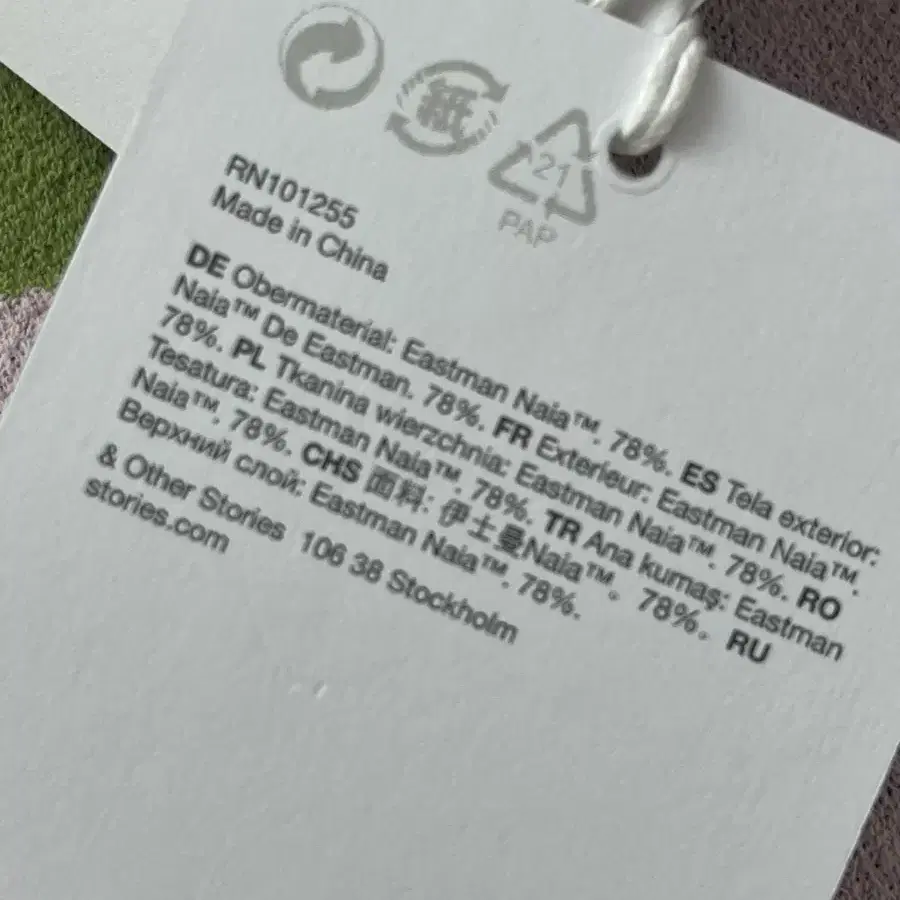 紙
21
PAP
RN101255
Made in China
DE Obermaterial: Eastman Naia™. 78%. ES Tela exterior:
Naia™ De Eastman. 78%. FR Exterieur: Eastman Naia™.
78%. PL Tkanina wierzchnia: Eastman Naia™. 78%. RO
Tesatura: Eastman Naia™. 78%. TR Ana kumaş: Eastman
Naia™. 78%. CHS 面料: 伊士曼Naia™。78%。RU
Верхний слой: Eastman Naia™. 78%.
& Other Stories 106 38 Stockholm
stories.com